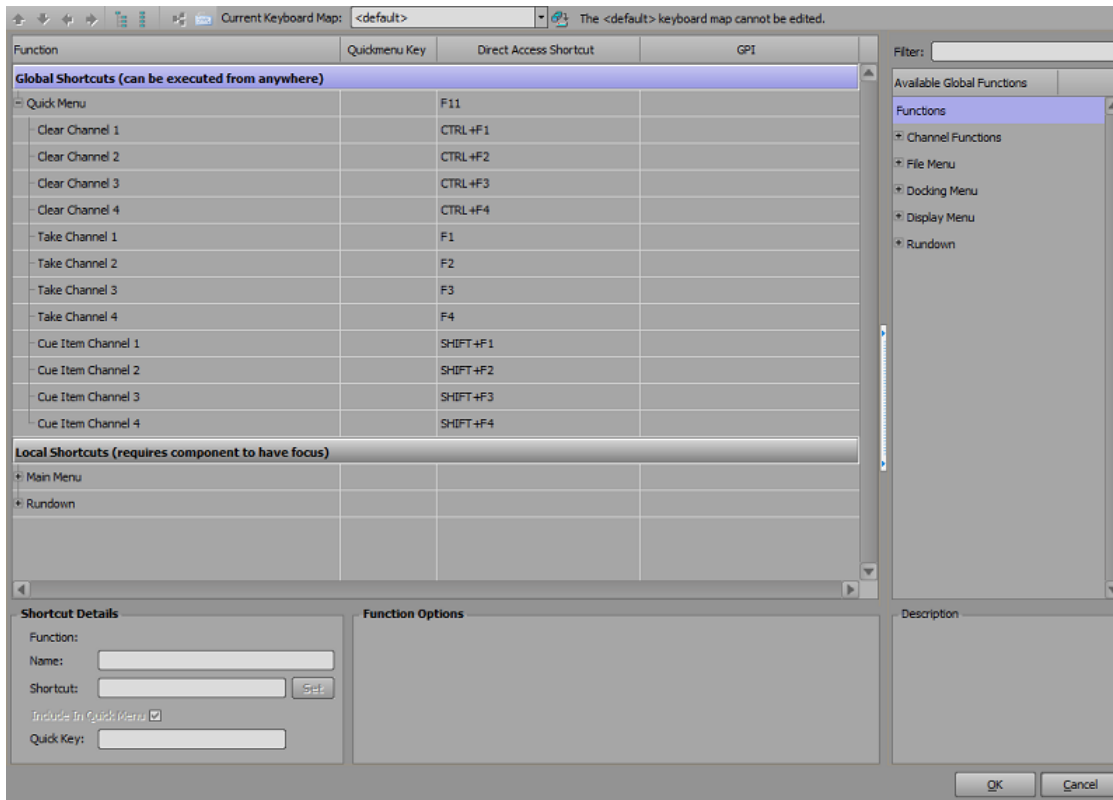 Current Keyboard Map: <default> The <default> keyboard map cannot be edited.
Function Quickmenu Key Direct Access Shortcut GPI
Global Shortcuts (can be executed from anywhere)
Quick Menu F11
Clear Channel 1 CTRL+F1
Clear Channel 2 CTRL+F2
Clear Channel 3 CTRL+F3
Clear Channel 4 CTRL+F4
Take Channel 1 F1
Take Channel 2 F2
Take Channel 3 F3
Take Channel 4 F4
Cue Item Channel 1 SHIFT+F1
Cue Item Channel 2 SHIFT+F2
Cue Item Channel 3 SHIFT+F3
Cue Item Channel 4 SHIFT+F4
Local Shortcuts (requires component to have focus)
Main Menu
Rundown
Filter:
Available Global Functions
Functions
Channel Functions
File Menu
Docking Menu
Display Menu
Rundown
Shortcut Details
Function:
Name:
Shortcut: Set
Include In Quick Menu
Quick Key:
Function Options
Description
OK Cancel